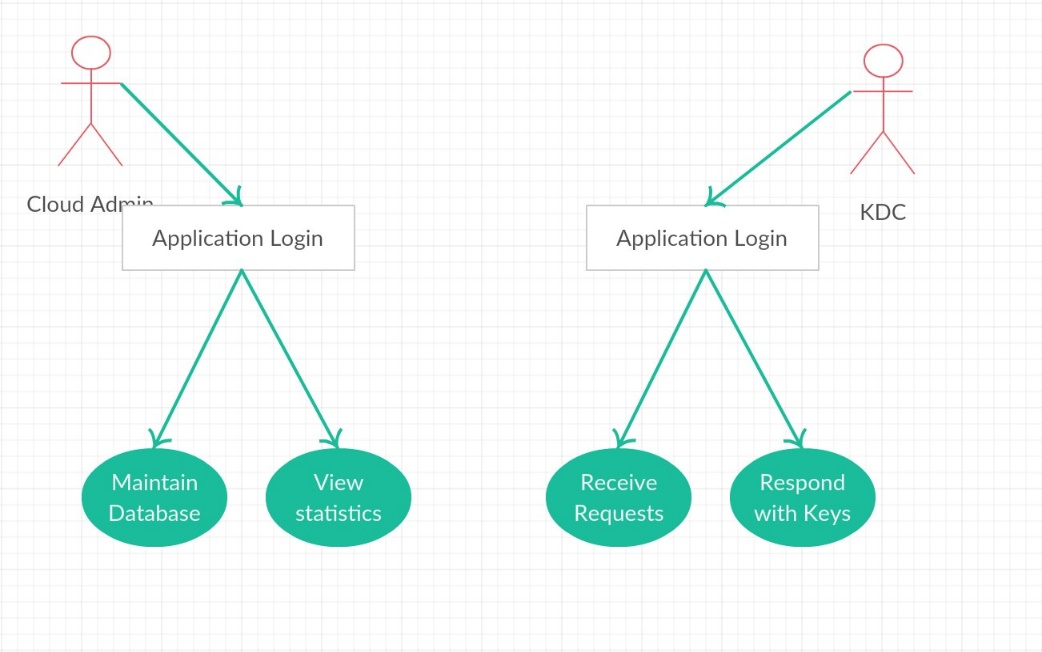 Cloud Admin
KDC
Application Login
Application Login
Maintain
Database
View
statistics
Receive
Requests
Respond
with Keys